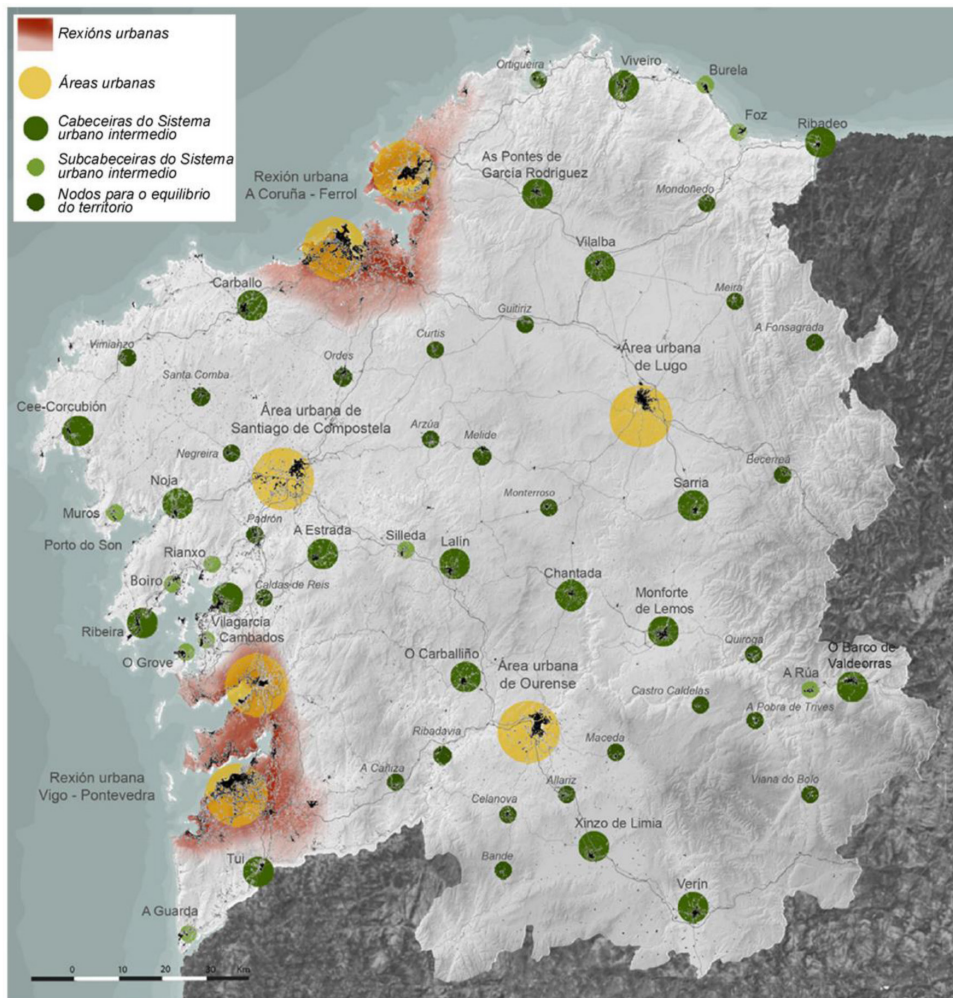 Rexións urbanas
Áreas urbanas
Cabeceiras do Sistema
urbano intermedio
Subcabeceiras do Sistema
urbano intermedio
Nodos para o equilibrio
do territorio
Ortigueira
Viveiro
Burela
Foz
Ribadeo
Rexión urbana
A Coruña - Ferrol
As Pontes de
García Rodríguez
Mondoñedo
Vilalba
Carballo
Meira
Guitiriz
A Fonsagrada
Vimianzo
Curtis
Ordes
Área urbana
de Lugo
Santa Comba
Cee-Corcubión
Área urbana de
Santiago de Compostela
Arzúa
Melide
Negreira
Becerreá
Noja
Monterroso
Sarria
Muros
Padrón
A Estrada
Silleda
Lalín
Porto do Son
Rianxo
Boiro
Caldas de Reis
Chantada
Monforte
de Lemos
Ribeira
Vilagarcía
Cambados
O Grove
Quiroga
O Barco de
Valdeorras
O Carballiño
Área urbana
de Ourense
A Rúa
Castro Caldelas
A Pobra de Trives
Ribadavia
Maceda
Rexión urbana
Vigo - Pontevedra
A Cañiza
Allariz
Viana do Bolo
Celanova
Xinzo de Limia
Tui
Bande
Verín
A Guarda
0 10 20 30 Km